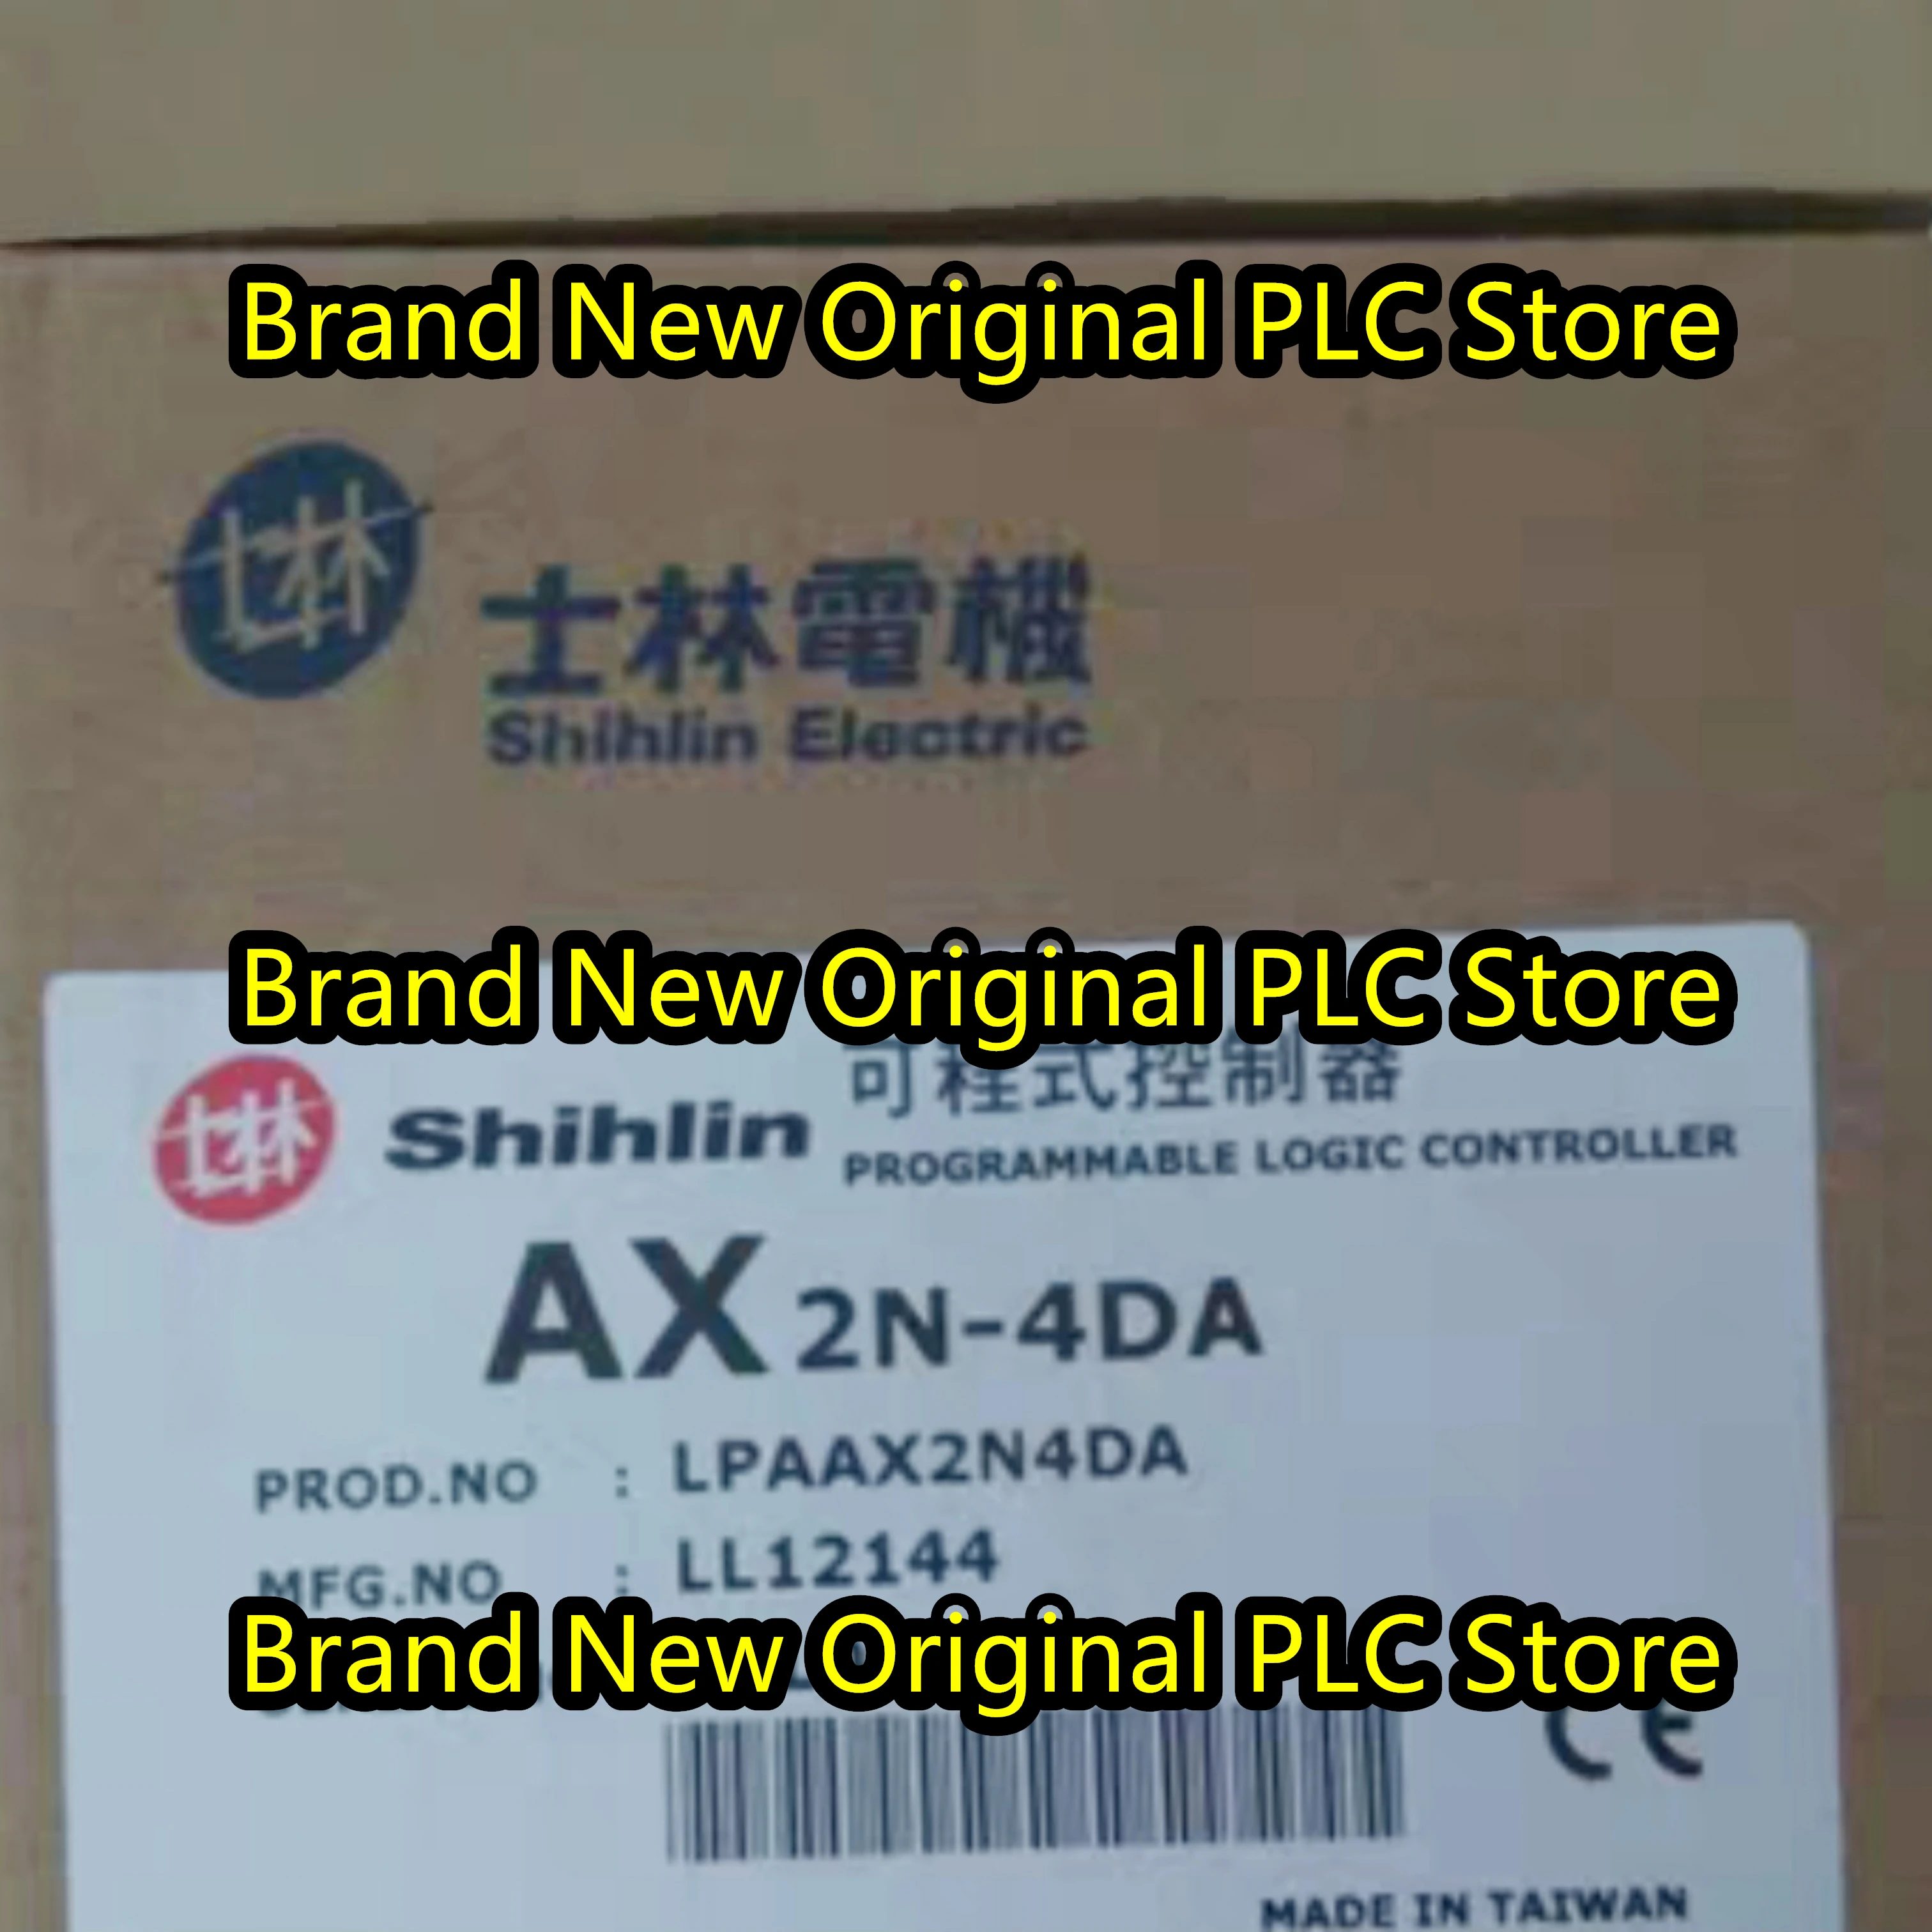 Brand New Original PLC Store
士林
士林電機
Shihlin Electric
Brand New Original PLC Store
可程式控制器
士林 Shihlin
PROGRAMMABLE LOGIC CONTROLLER
AX 2N-4DA
PROD.NO : LPAAX2N4DA
MFG.NO : LL12144
Brand New Original PLC Store
CE
MADE IN TAIWAN